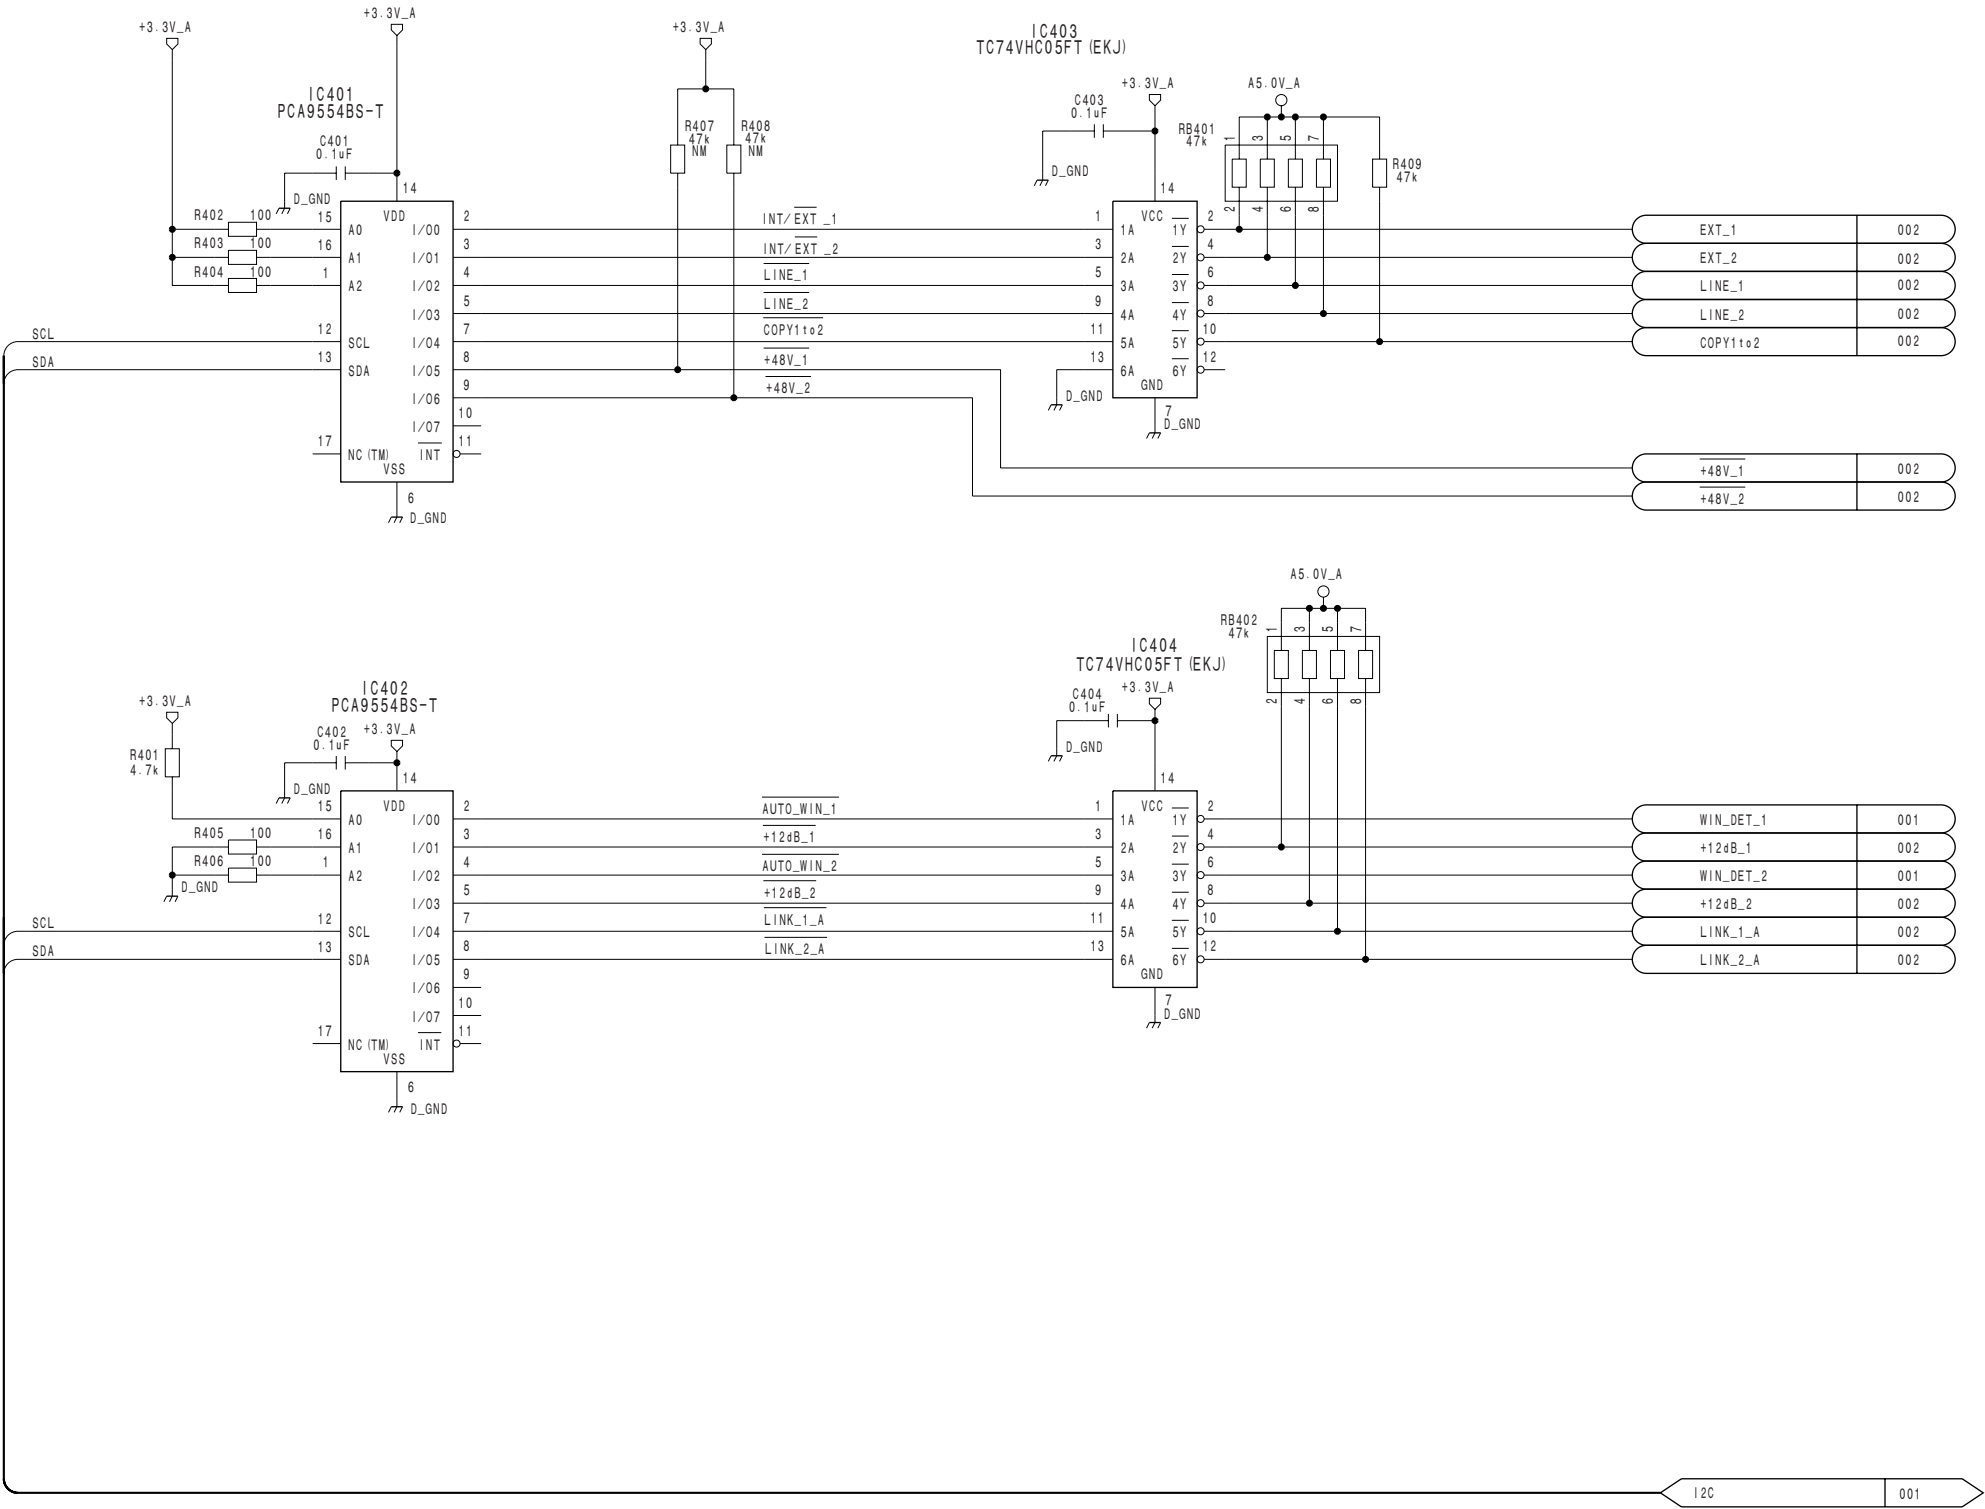 +3.3V_A
+3.3V_A
+3.3V_A
IC403
TC74VHC05FT (EKJ)
IC401
PCA9554BS-T
C401
0.1uF
D_GND
R407
47k
NM
R408
47k
NM
C403
0.1uF
+3.3V_A
D_GND
A5.0V_A
RB401
47k
1 3 5 7
2 4 6 8
R409
47k
14
VDD
R402 100 15 A0
R403 100 16 A1
R404 100 1 A2
SCL 12 SCL
SDA 13 SDA
17 NC (TM)
VSS
6
D_GND
I/O0 2 INT/EXT _1
I/O1 3 INT/EXT _2
I/O2 4 LINE_1
I/O3 5 LINE_2
I/O4 7 COPY1to2
I/O5 8 +48V_1
I/O6 9 +48V_2
I/O7 10
INT 11
14
VCC
1 1A 1Y 2
3 2A 2Y 4
5 3A 3Y 6
9 4A 4Y 8
11 5A 5Y 10
13 6A 6Y 12
GND
D_GND
7
D_GND
EXT_1 002
EXT_2 002
LINE_1 002
LINE_2 002
COPY1to2 002
+48V_1 002
+48V_2 002
A5.0V_A
RB402
47k
1 3 5 7
2 4 6 8
IC404
TC74VHC05FT (EKJ)
C404
0.1uF
+3.3V_A
D_GND
IC402
PCA9554BS-T
+3.3V_A
R401
4.7k
C402
0.1uF
+3.3V_A
D_GND
14
VDD
15 A0
R405 100 16 A1
R406 100 1 A2
D_GND
SCL 12 SCL
SDA 13 SDA
17 NC (TM)
VSS
6
D_GND
I/O0 2 AUTO_WIN_1
I/O1 3 +12dB_1
I/O2 4 AUTO_WIN_2
I/O3 5 +12dB_2
I/O4 7 LINK_1_A
I/O5 8 LINK_2_A
I/O6 9
I/O7 10
INT 11
14
VCC
1 1A 1Y 2
3 2A 2Y 4
5 3A 3Y 6
9 4A 4Y 8
11 5A 5Y 10
13 6A 6Y 12
GND
7
D_GND
WIN_DET_1 001
+12dB_1 002
WIN_DET_2 001
+12dB_2 002
LINK_1_A 002
LINK_2_A 002
I2C 001